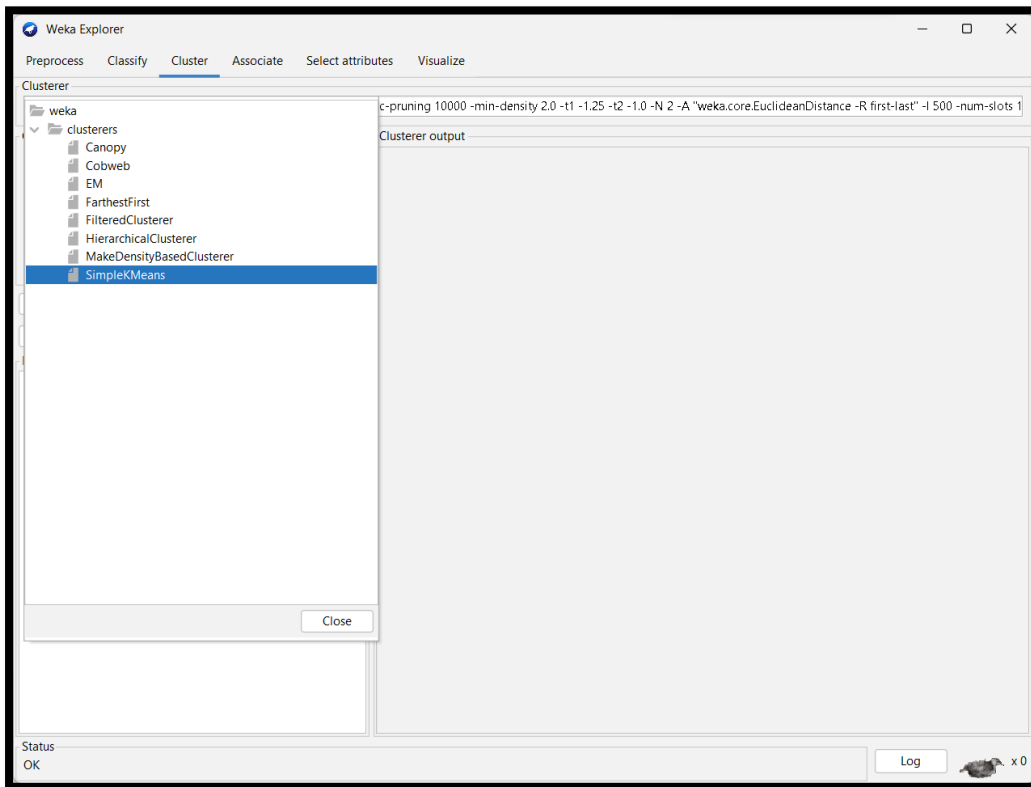 Weka Explorer
Preprocess Classify Cluster Associate Select attributes Visualize
Clusterer
c-pruning 10000 -min-density 2.0 -t1 -1.25 -t2 -1.0 -N 2 -A "weka.core.EuclideanDistance -R first-last" -I 500 -num-slots 1
weka
clusterers
Canopy
Cobweb
EM
FarthestFirst
FilteredClusterer
HierarchicalClusterer
MakeDensityBasedClusterer
SimpleKMeans
Close
Clusterer output
Status
OK
Log
x 0